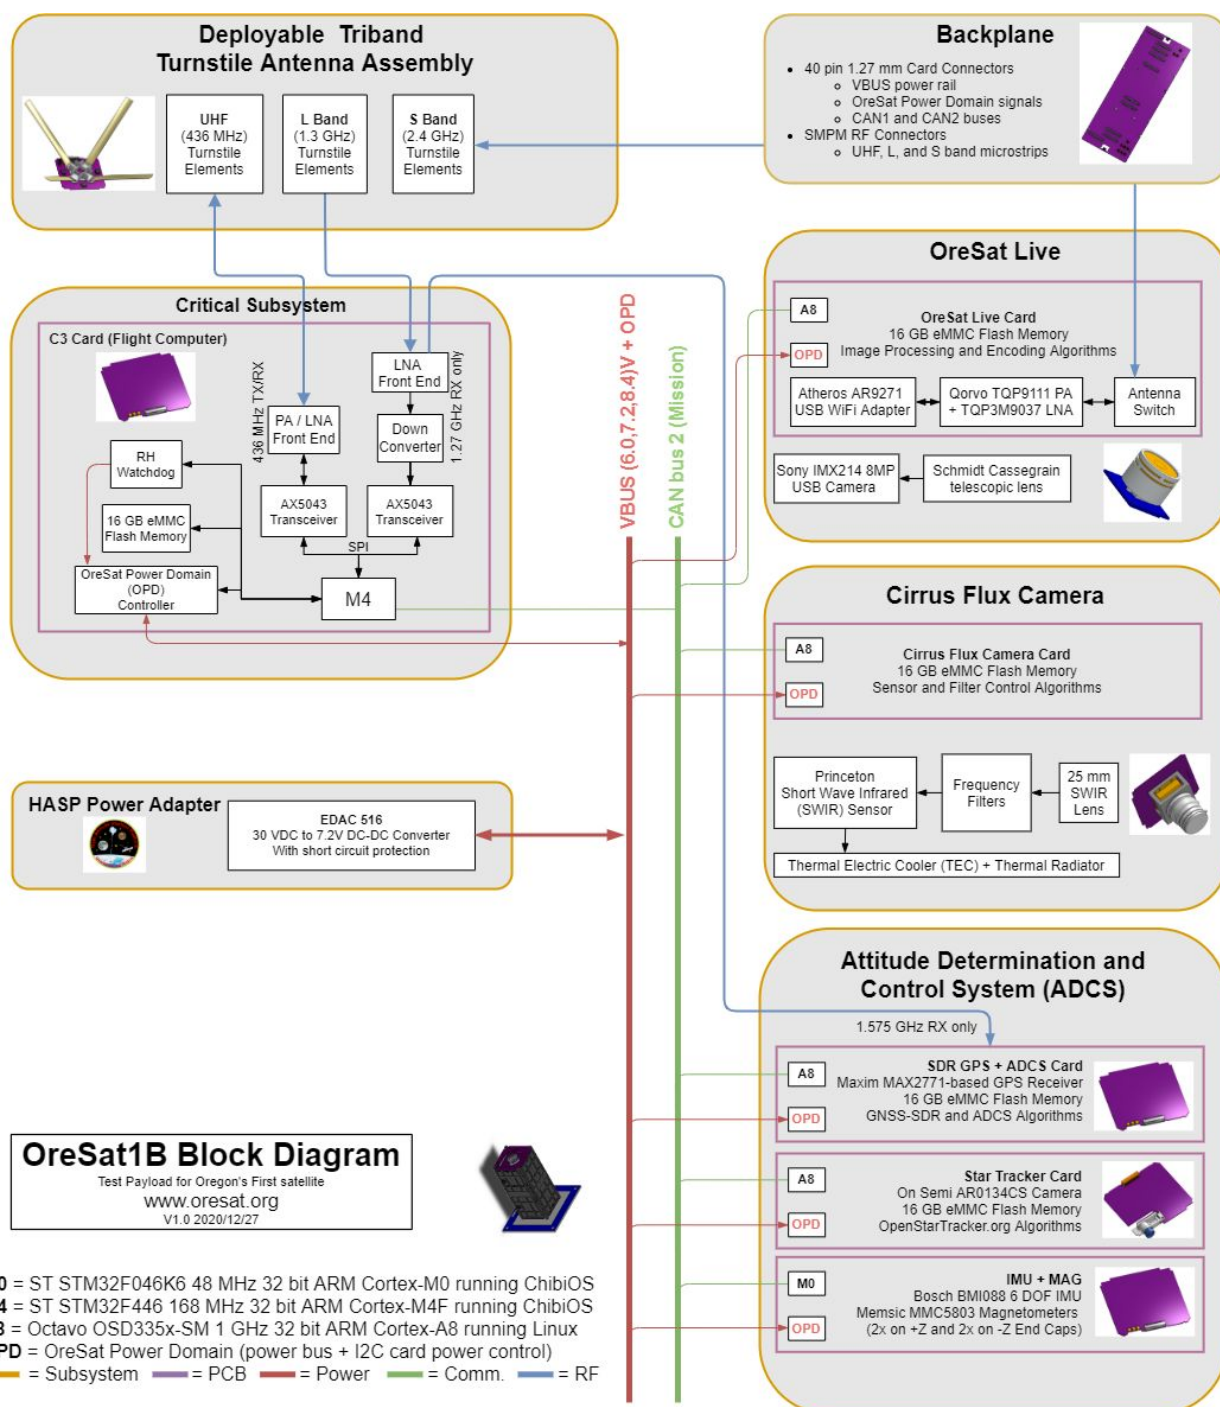 Deployable Triband
Turnstile Antenna Assembly
UHF
(436 MHz)
Turnstile
Elements
L Band
(1.3 GHz)
Turnstile
Elements
S Band
(2.4 GHz)
Turnstile
Elements
Backplane
• 40 pin 1.27 mm Card Connectors
○ VBUS power rail
○ OreSat Power Domain signals
○ CAN1 and CAN2 buses
• SMPM RF Connectors
○ UHF, L, and S band microstrips
Critical Subsystem
C3 Card (Flight Computer)
436 MHz TX/RX
PA / LNA
Front End
LNA
Front End
1.27 GHz RX only
Down
Converter
RH
Watchdog
AX5043
Transceiver
AX5043
Transceiver
16 GB eMMC
Flash Memory
SPI
OreSat Power Domain
(OPD)
Controller
M4
VBUS (6.0,7.2,8.4)V + OPD
CAN bus 2 (Mission)
OreSat Live
A8
OPD
OreSat Live Card
16 GB eMMC Flash Memory
Image Processing and Encoding Algorithms
Atheros AR9271
USB WiFi Adapter
Qorvo TQP9111 PA
+ TQP3M9037 LNA
Antenna
Switch
Sony IMX214 8MP
USB Camera
Schmidt Cassegrain
telescopic lens
Cirrus Flux Camera
A8
OPD
Cirrus Flux Camera Card
16 GB eMMC Flash Memory
Sensor and Filter Control Algorithms
Princeton
Short Wave Infrared
(SWIR) Sensor
Frequency
Filters
25 mm
SWIR
Lens
Thermal Electric Cooler (TEC) + Thermal Radiator
HASP Power Adapter
EDAC 516
30 VDC to 7.2V DC-DC Converter
With short circuit protection
Attitude Determination and
Control System (ADCS)
1.575 GHz RX only
A8
OPD
SDR GPS + ADCS Card
Maxim MAX2771-based GPS Receiver
16 GB eMMC Flash Memory
GNSS-SDR and ADCS Algorithms
A8
OPD
Star Tracker Card
On Semi AR0134CS Camera
16 GB eMMC Flash Memory
OpenStarTracker.org Algorithms
M0
OPD
IMU + MAG
Bosch BMI088 6 DOF IMU
Memsic MMC5803 Magnetometers
(2x on +Z and 2x on -Z End Caps)
OreSat1B Block Diagram
Test Payload for Oregon's First satellite
www.oresat.org
V1.0 2020/12/27
0 = ST STM32F046K6 48 MHz 32 bit ARM Cortex-M0 running ChibiOS
4 = ST STM32F446 168 MHz 32 bit ARM Cortex-M4F running ChibiOS
8 = Octavo OSD335x-SM 1 GHz 32 bit ARM Cortex-A8 running Linux
PD = OreSat Power Domain (power bus + I2C card power control)
= Subsystem = PCB = Power = Comm. = RF